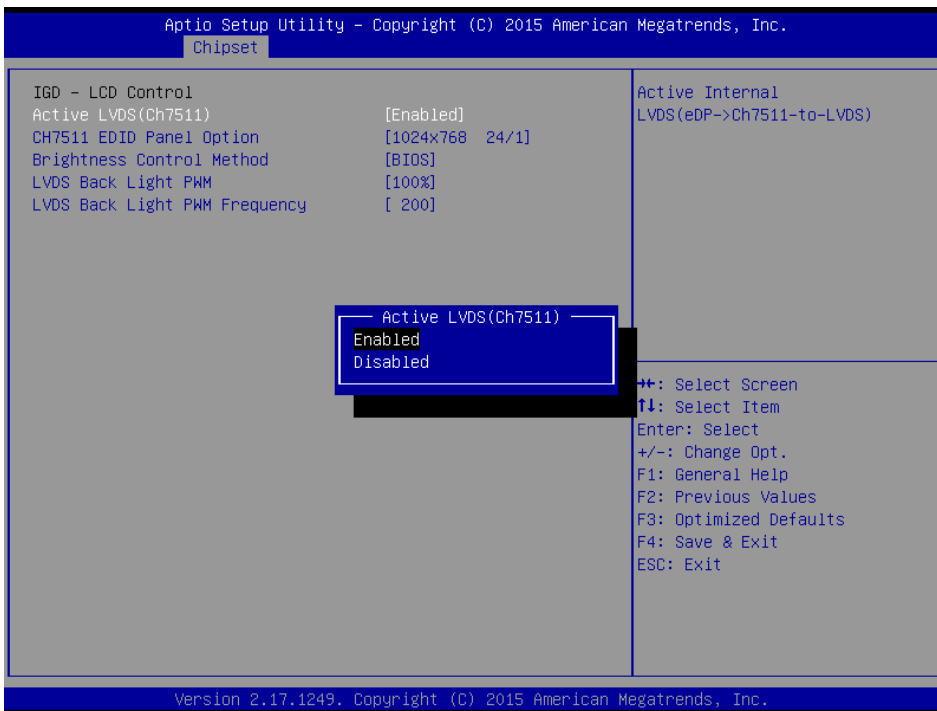 Aptio Setup Utility – Copyright (C) 2015 American Megatrends, Inc.
Chipset
IGD – LCD Control
Active LVDS(Ch7511) [Enabled]
CH7511 EDID Panel Option [1024x768 24/1]
Brightness Control Method [BIOS]
LVDS Back Light PWM [100%]
LVDS Back Light PWM Frequency [ 200]
Active Internal
LVDS(eDP->Ch7511-to-LVDS)
Active LVDS(Ch7511)
Enabled
Disabled
→←: Select Screen
↑↓: Select Item
Enter: Select
+/-: Change Opt.
F1: General Help
F2: Previous Values
F3: Optimized Defaults
F4: Save & Exit
ESC: Exit
Version 2.17.1249. Copyright (C) 2015 American Megatrends, Inc.